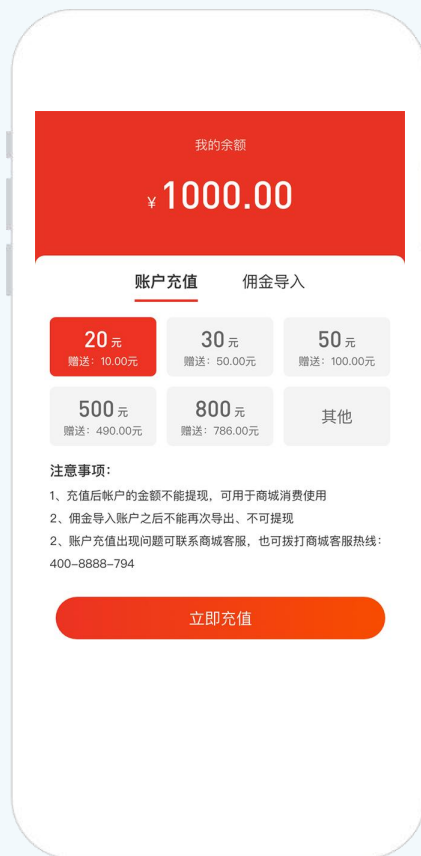 我的余额
¥1000.00
账户充值 佣金导入
20元 30元 50元
赠送：10.00元 赠送：50.00元 赠送：100.00元
500元 800元 其他
赠送：490.00元 赠送：786.00元
注意事项：
1、充值后帐户的金额不能提现，可用于商城消费使用
2、佣金导入账户之后不能再次导出、不可提现
2、账户充值出现问题可联系商城客服，也可拨打商城客服热线：
400-8888-794
立即充值